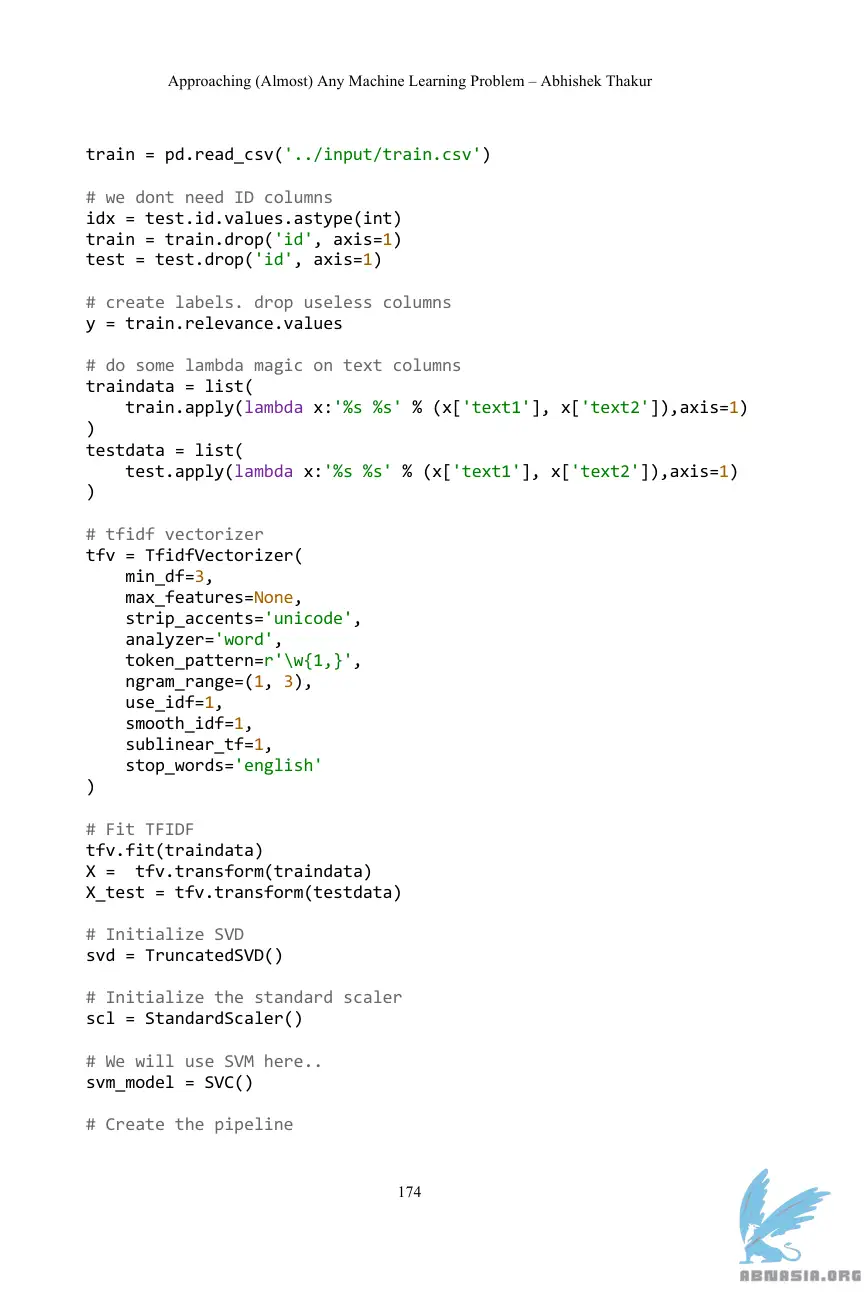 Approaching (Almost) Any Machine Learning Problem – Abhishek Thakur
train = pd.read_csv('../input/train.csv')
# we dont need ID columns
idx = test.id.values.astype(int)
train = train.drop('id', axis=1)
test = test.drop('id', axis=1)
# create labels. drop useless columns
y = train.relevance.values
# do some lambda magic on text columns
traindata = list(
    train.apply(lambda x:'%s %s' % (x['text1'], x['text2']),axis=1)
)
testdata = list(
    test.apply(lambda x:'%s %s' % (x['text1'], x['text2']),axis=1)
)
# tfidf vectorizer
tfv = TfidfVectorizer(
    min_df=3,
    max_features=None,
    strip_accents='unicode',
    analyzer='word',
    token_pattern=r'\w{1,}',
    ngram_range=(1, 3),
    use_idf=1,
    smooth_idf=1,
    sublinear_tf=1,
    stop_words='english'
)
# Fit TFIDF
tfv.fit(traindata)
X =  tfv.transform(traindata)
X_test = tfv.transform(testdata)
# Initialize SVD
svd = TruncatedSVD()
# Initialize the standard scaler
scl = StandardScaler()
# We will use SVM here..
svm_model = SVC()
# Create the pipeline
174
ABNASIA.ORG